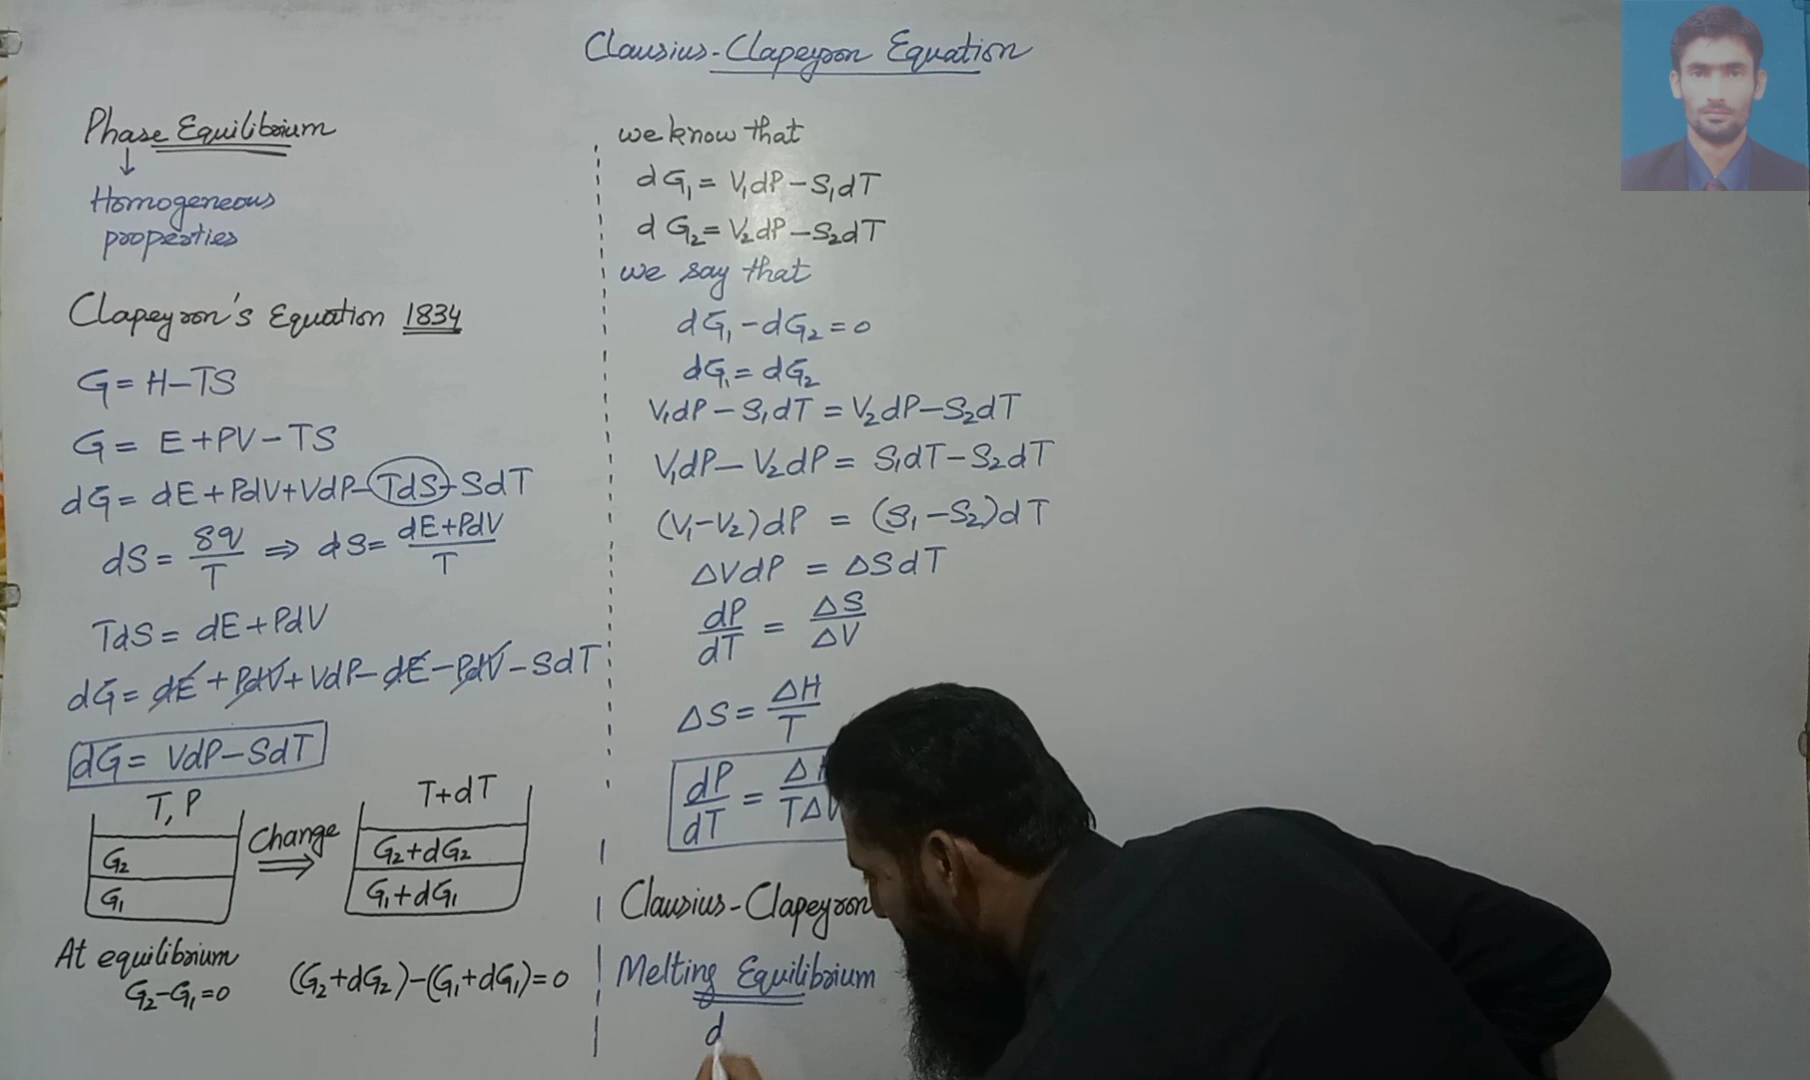 Clausius-Clapeyron Equation
Phase Equilibrium
↓
Homogeneous
properties
Clapeyron's Equation 1834
G = H-TS
G = E+PV-TS
dG = dE+PdV+VdP-TdS-SdT
dS = δq/T ⇒ dS = dE+PdV/T
TdS = dE+PdV
dG = dE+PdV+VdP-dE-PdV-SdT
dG = VdP-SdT
T, P
G₂
G₁
Change
⇒
T+dT
G₂+dG₂
G₁+dG₁
At equilibrium
G₂-G₁=0
(G₂+dG₂)-(G₁+dG₁)=0
we know that
dG₁ = V₁dP-S₁dT
dG₂ = V₂dP-S₂dT
we say that
dG₁-dG₂=0
dG₁ = dG₂
V₁dP-S₁dT = V₂dP-S₂dT
V₁dP-V₂dP = S₁dT-S₂dT
(V₁-V₂)dP = (S₁-S₂)dT
ΔVdP = ΔSdT
dP/dT = ΔS/ΔV
ΔS = ΔH/T
dP/dT = ΔH/TΔV
Clausius-Clapeyron
Melting Equilibrium
d